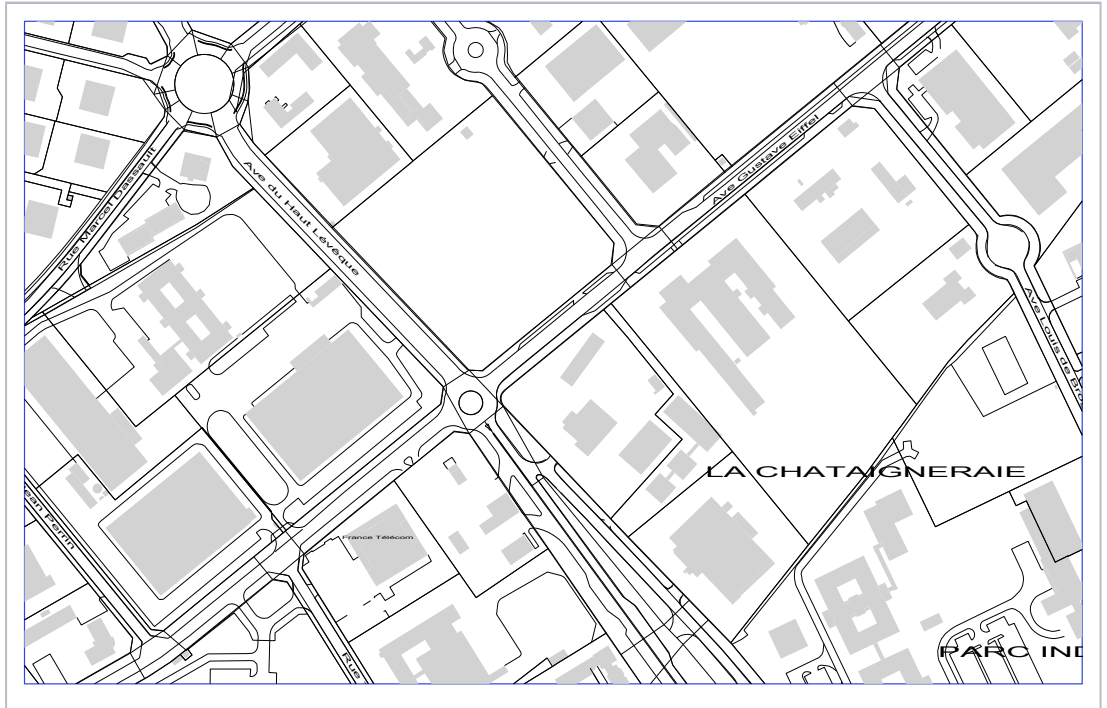 Rue Marcel Dassault
Ave du Haut Lévèque
Ave Gustave Eiffel
Ave Louis de Bro
LA CHATAIGNERAIE
ean Perrin
France Télécom
Rue
PARC IND